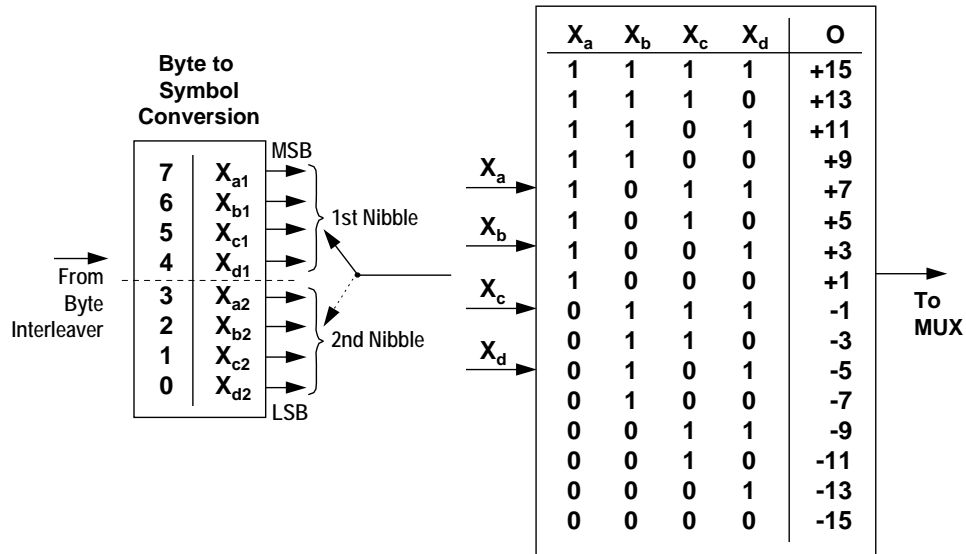 Byte to
Symbol
Conversion
MSB
7 Xa1
6 Xb1
5 Xc1
4 Xd1
3 Xa2
2 Xb2
1 Xc2
0 Xd2
LSB
1st Nibble
2nd Nibble
From
Byte
Interleaver
Xa
Xb
Xc
Xd
Xa Xb Xc Xd O
1 1 1 1 +15
1 1 1 0 +13
1 1 0 1 +11
1 1 0 0 +9
1 0 1 1 +7
1 0 1 0 +5
1 0 0 1 +3
1 0 0 0 +1
0 1 1 1 -1
0 1 1 0 -3
0 1 0 1 -5
0 1 0 0 -7
0 0 1 1 -9
0 0 1 0 -11
0 0 0 1 -13
0 0 0 0 -15
To
MUX